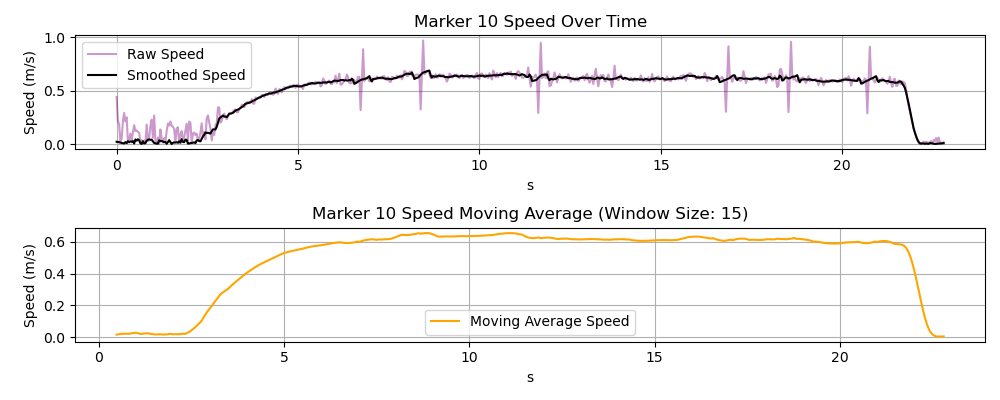 Marker 10 Speed Over Time
Speed (m/s)
1.0
0.5
0.0
Raw Speed
Smoothed Speed
0 5 10 15 20
s
Marker 10 Speed Moving Average (Window Size: 15)
Speed (m/s)
0.6
0.4
0.2
0.0
Moving Average Speed
0 5 10 15 20
s